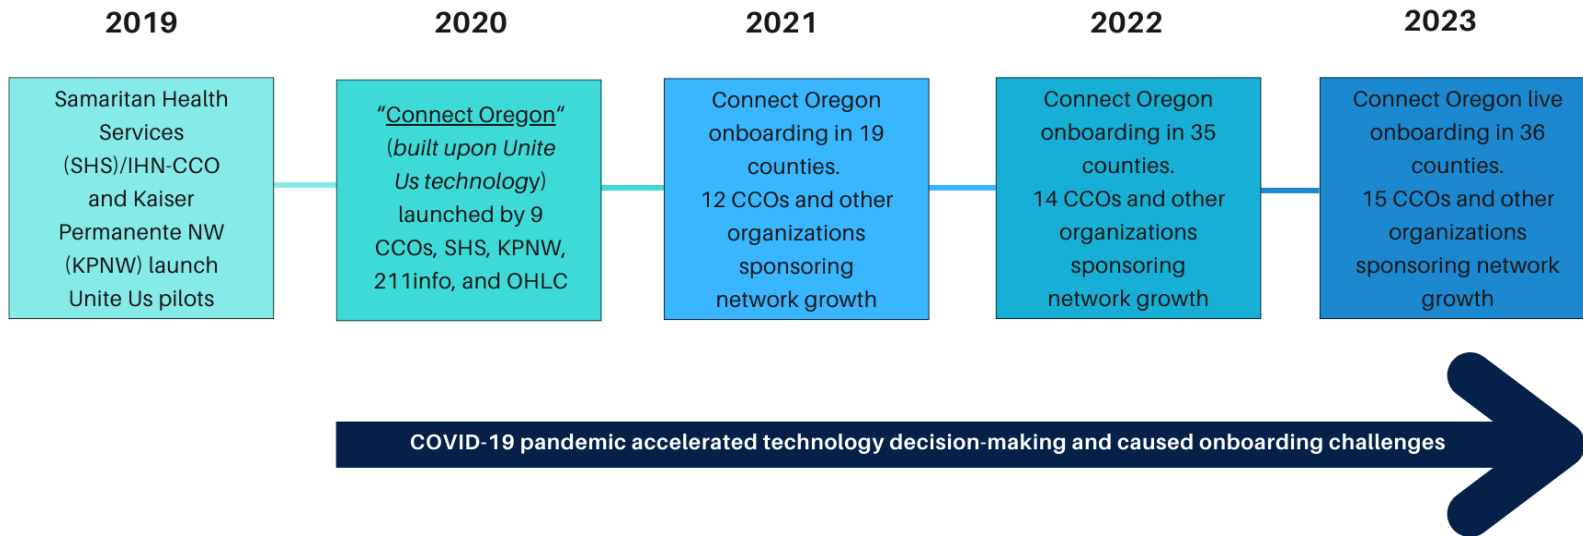 2019
2020
2021
2022
2023
Samaritan Health
Services
(SHS)/IHN-CCO
and Kaiser
Permanente NW
(KPNW) launch
Unite Us pilots
“Connect Oregon“
(built upon Unite
Us technology)
launched by 9
CCOs, SHS, KPNW,
211info, and OHLC
Connect Oregon
onboarding in 19
counties.
12 CCOs and other
organizations
sponsoring
network growth
Connect Oregon
onboarding in 35
counties.
14 CCOs and other
organizations
sponsoring
network growth
Connect Oregon live
onboarding in 36
counties.
15 CCOs and other
organizations
sponsoring network
growth
COVID-19 pandemic accelerated technology decision-making and caused onboarding challenges